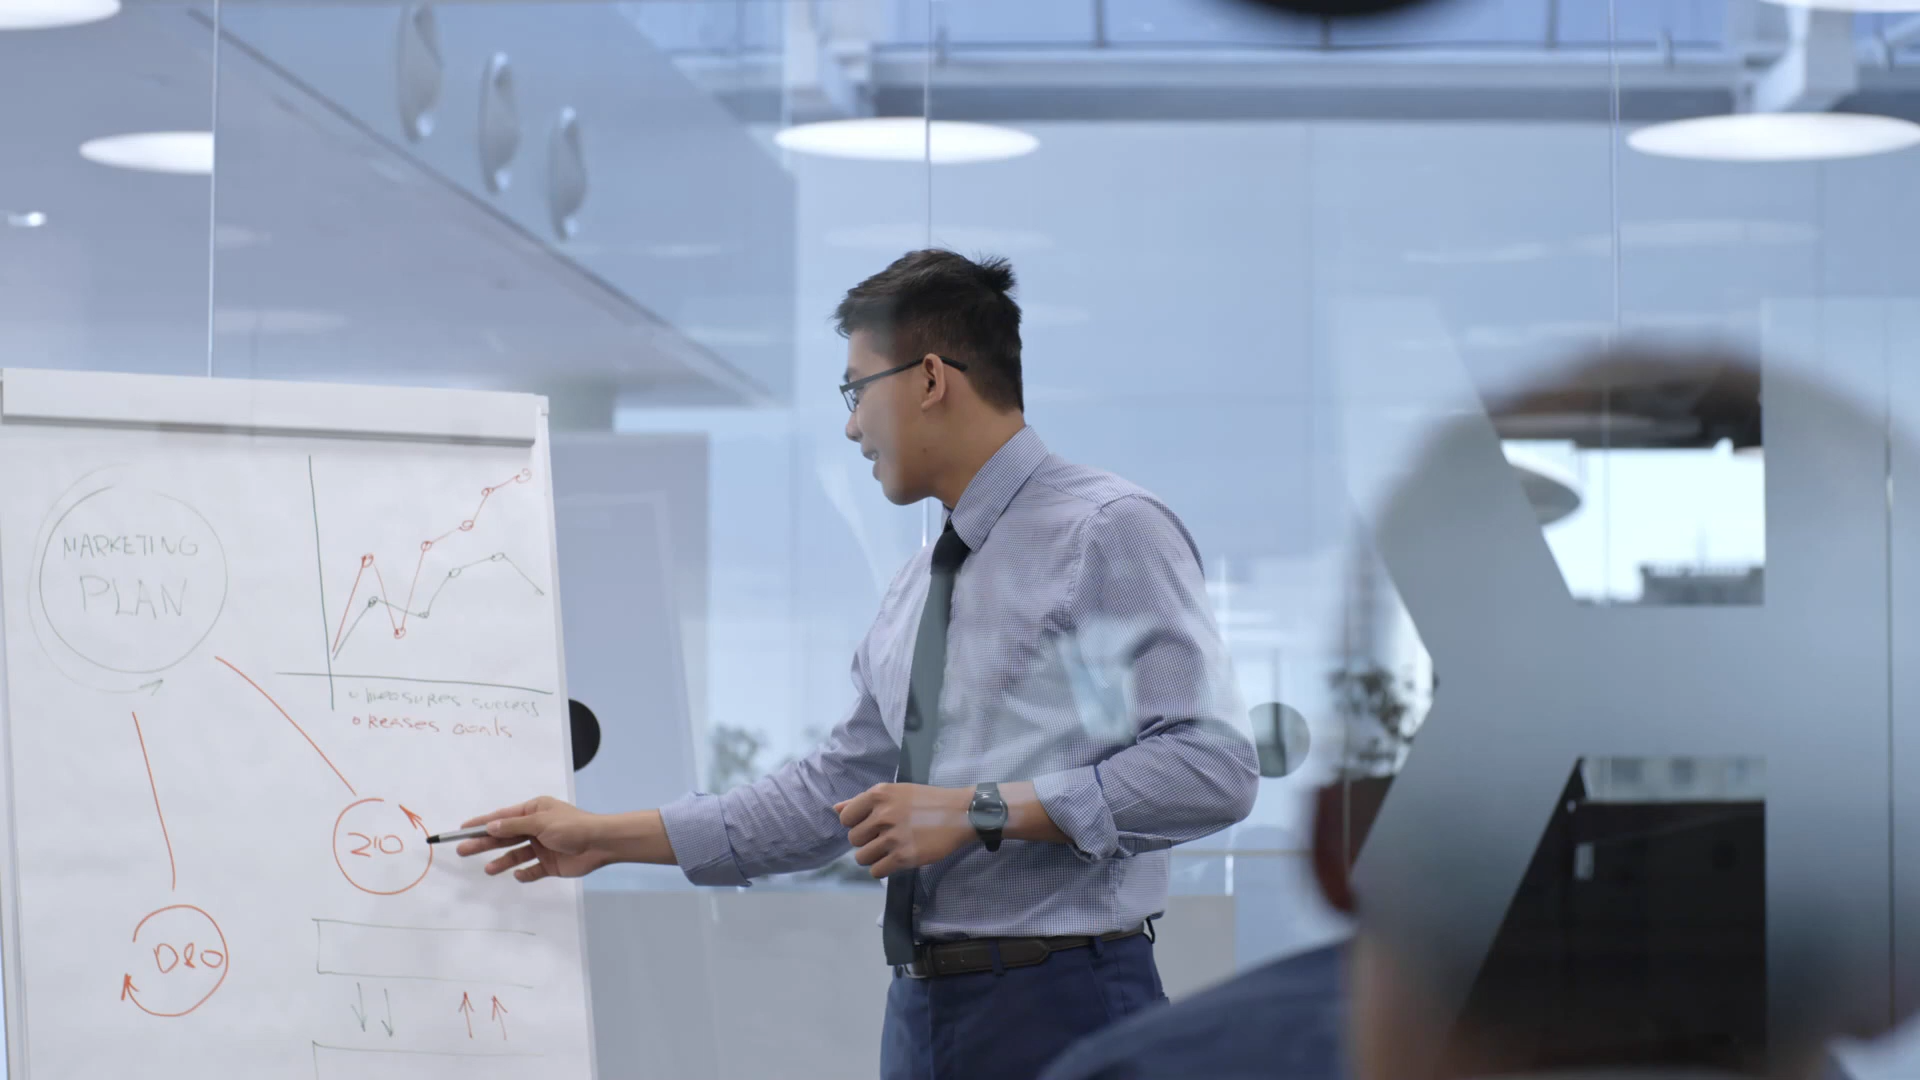 MARKETING
PLAN
measures success
Reases Goals
210
D&O